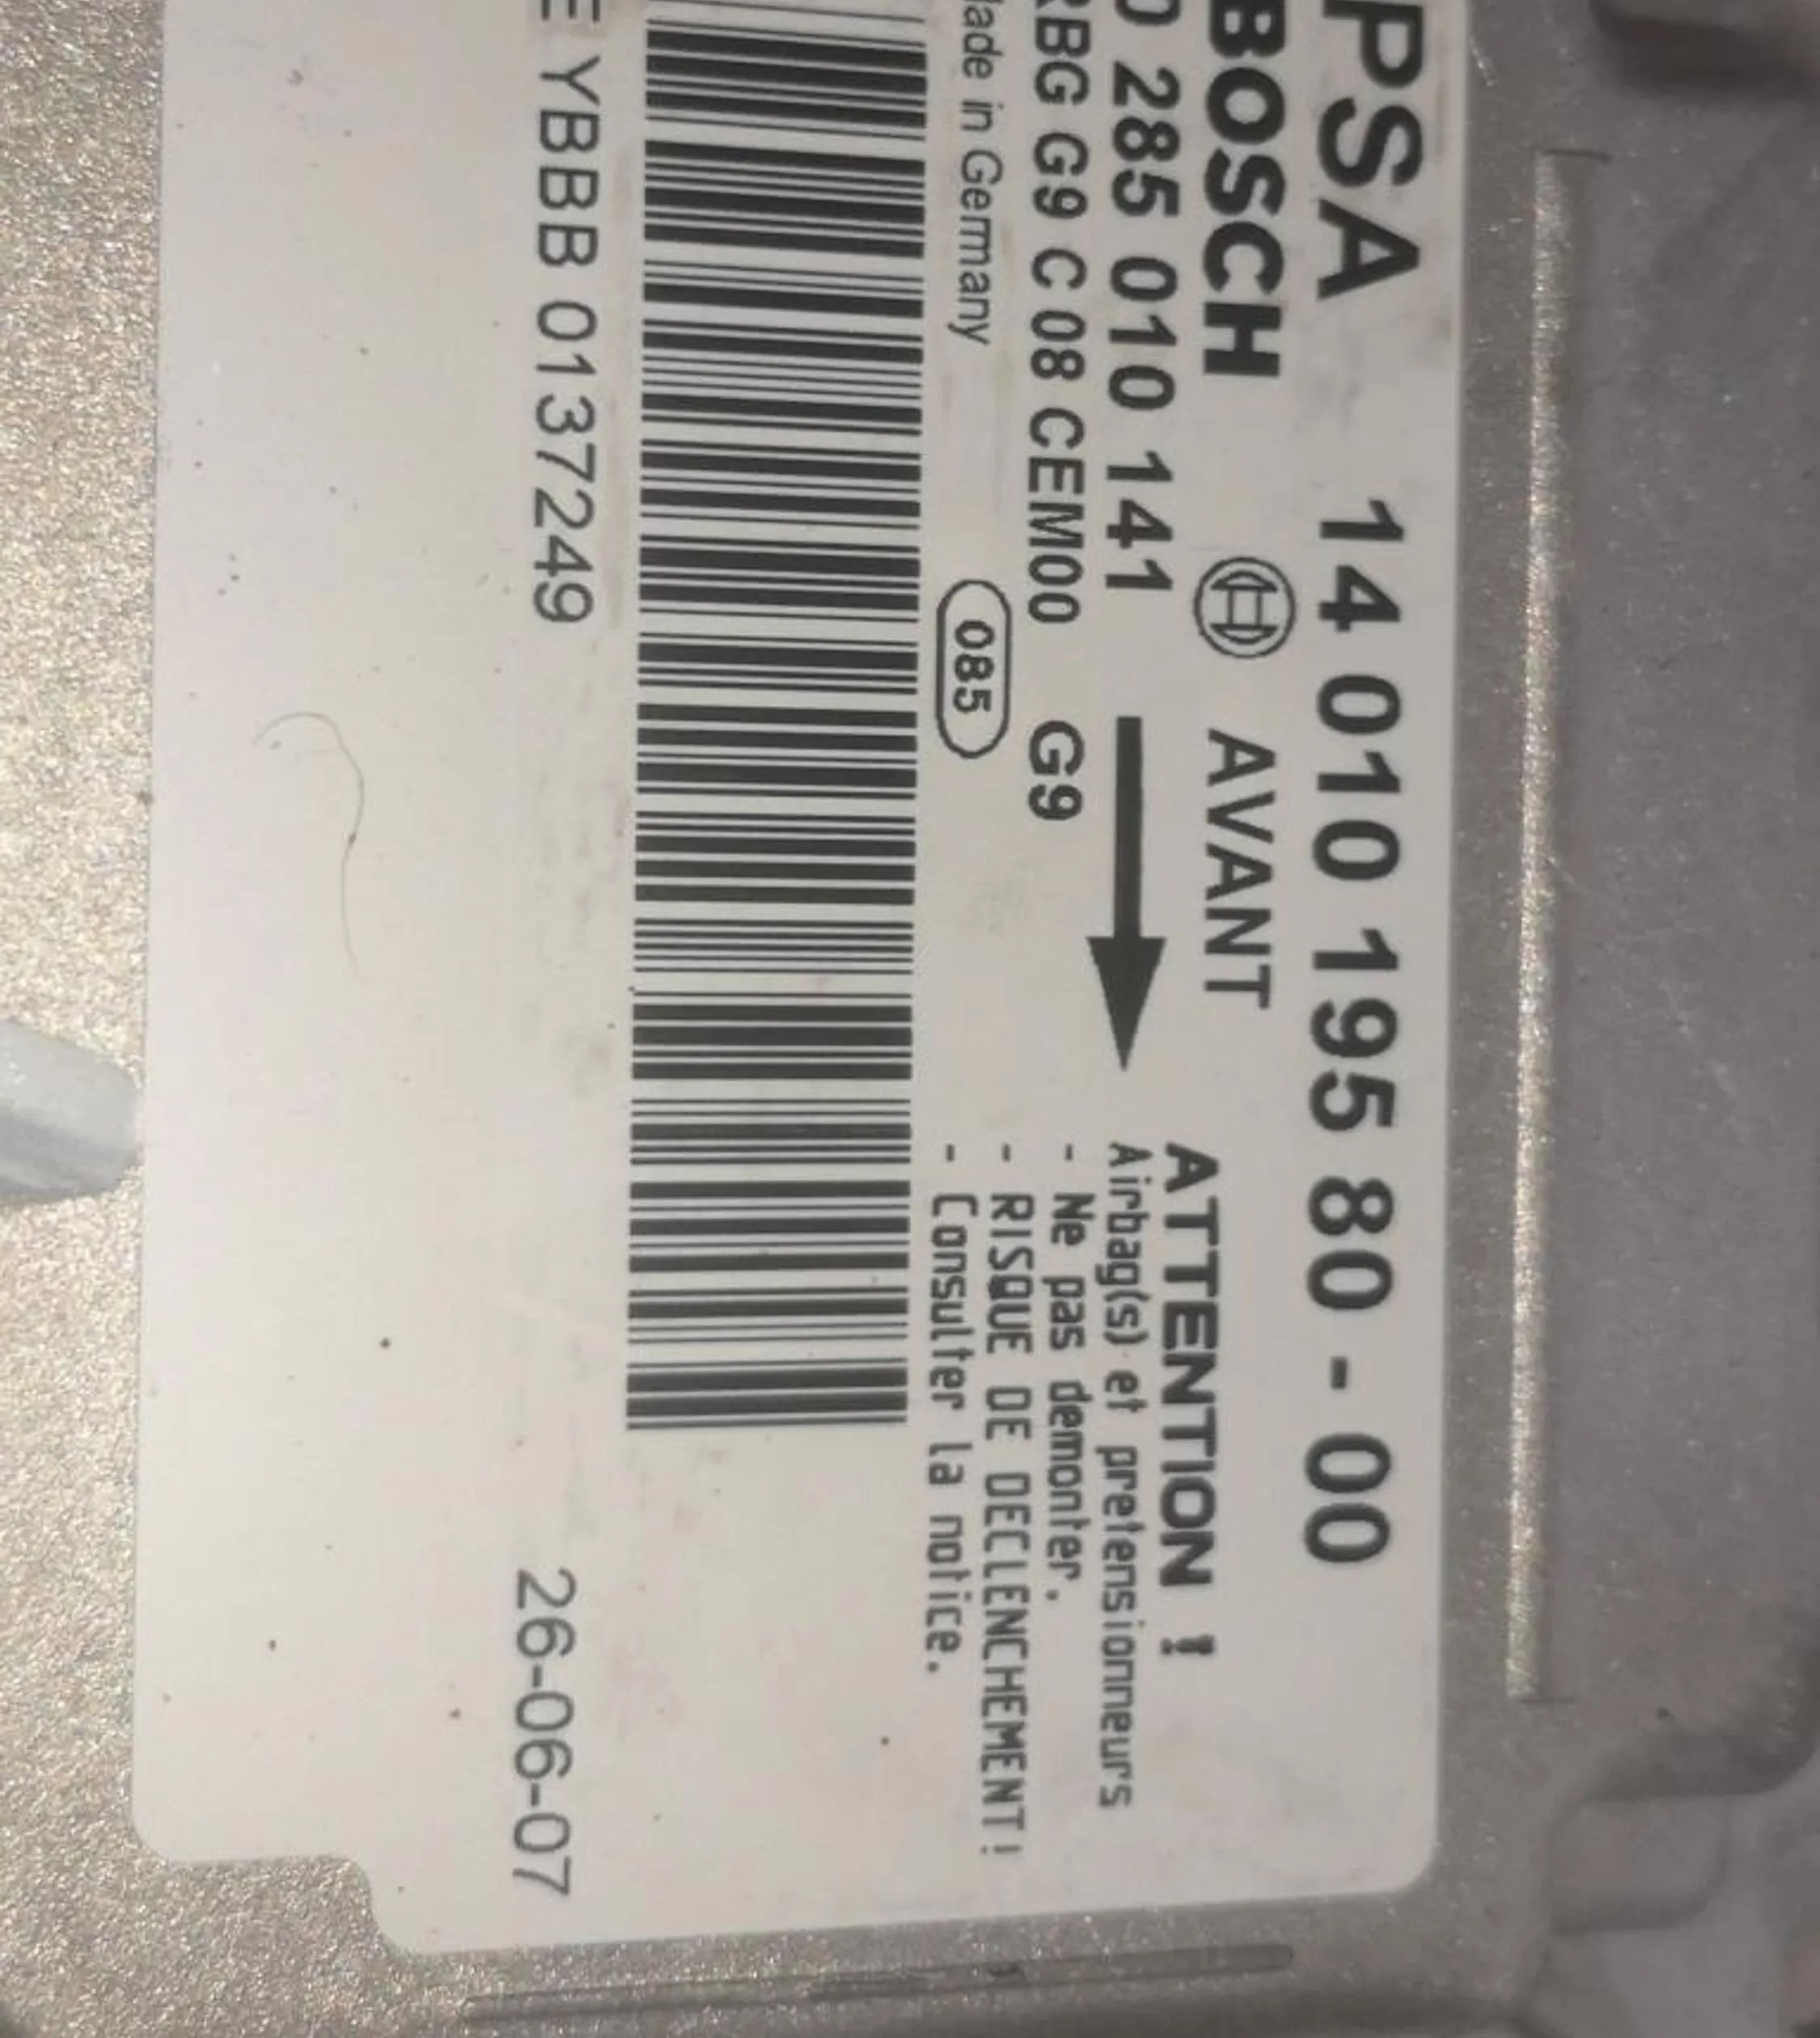 PSA 14 010 195 80 - 00
BOSCH AVANT
0 285 010 141
RBG G9 C 08 CEM00 G9
Made in Germany 085
ATTENTION !
Airbag(s) et pretensionneurs
- Ne pas demonter.
- RISQUE DE DECLENCHEMENT!
- Consulter la notice.
E YBBB 0137249 26-06-07